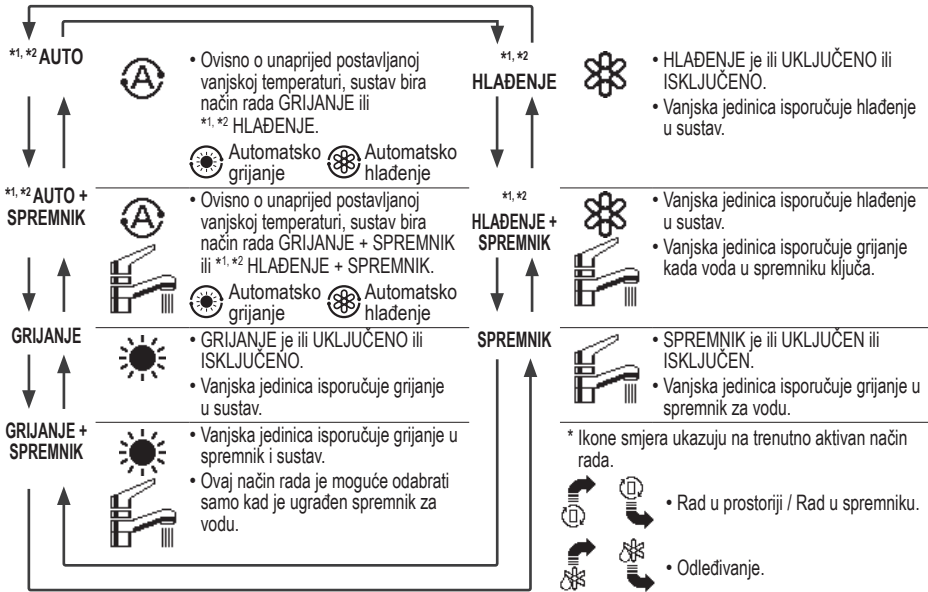 *1, *2 AUTO
• Ovisno o unaprijed postavljanoj
vanjskoj temperaturi, sustav bira
način rada GRIJANJE ili
*1, *2 HLAĐENJE.
Automatsko
grijanje
Automatsko
hlađenje
*1, *2 AUTO +
SPREMNIK
• Ovisno o unaprijed postavljanoj
vanjskoj temperaturi, sustav bira
način rada GRIJANJE + SPREMNIK
ili *1, *2 HLAĐENJE + SPREMNIK.
Automatsko
grijanje
Automatsko
hlađenje
GRIJANJE
• GRIJANJE je ili UKLJUČENO ili
ISKLJUČENO.
• Vanjska jedinica isporučuje grijanje
u sustav.
GRIJANJE +
SPREMNIK
• Vanjska jedinica isporučuje grijanje u
spremnik i sustav.
• Ovaj način rada je moguće odabrati
samo kad je ugrađen spremnik za
vodu.
*1, *2
HLAĐENJE
• HLAĐENJE je ili UKLJUČENO ili
ISKLJUČENO.
• Vanjska jedinica isporučuje hlađenje
u sustav.
*1, *2
HLAĐENJE +
SPREMNIK
• Vanjska jedinica isporučuje hlađenje
u sustav.
• Vanjska jedinica isporučuje grijanje
kada voda u spremniku ključa.
SPREMNIK
• SPREMNIK je ili UKLJUČEN ili
ISKLJUČEN.
• Vanjska jedinica isporučuje grijanje u
spremnik za vodu.
* Ikone smjera ukazuju na trenutno aktivan način
rada.
• Rad u prostoriji / Rad u spremniku.
• Odleđivanje.